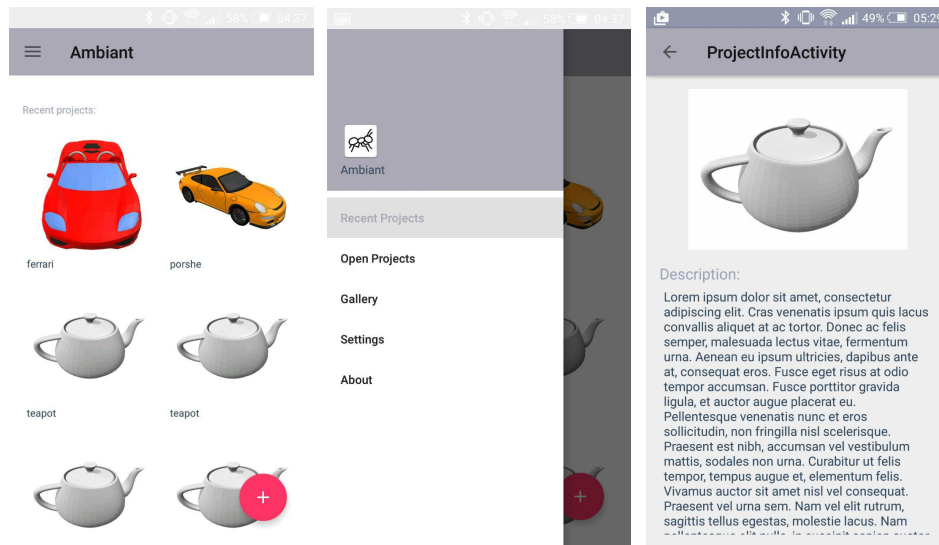 58% 04:37
Ambiant
Recent projects:
ferrari
porshe
teapot
teapot
58% 04:37
Ambiant
Recent Projects
Open Projects
Gallery
Settings
About
49% 05:29
ProjectInfoActivity
Description:
Lorem ipsum dolor sit amet, consectetur
adipiscing elit. Cras venenatis ipsum quis lacus
convallis aliquet at ac tortor. Donec ac felis
semper, malesuada lectus vitae, fermentum
urna. Aenean eu ipsum ultricies, dapibus ante
at, consequat eros. Fusce eget risus at odio
tempor accumsan. Fusce porttitor gravida
ligula, et auctor augue placerat eu.
Pellentesque venenatis nunc et eros
sollicitudin, non fringilla nisl scelerisque.
Praesent est nibh, accumsan vel vestibulum
mattis, sodales non urna. Curabitur ut felis
tempor, tempus augue et, elementum felis.
Vivamus auctor sit amet nisl vel consequat.
Praesent vel urna sem. Nam vel elit rutrum,
sagittis tellus egestas, molestie lacus. Nam